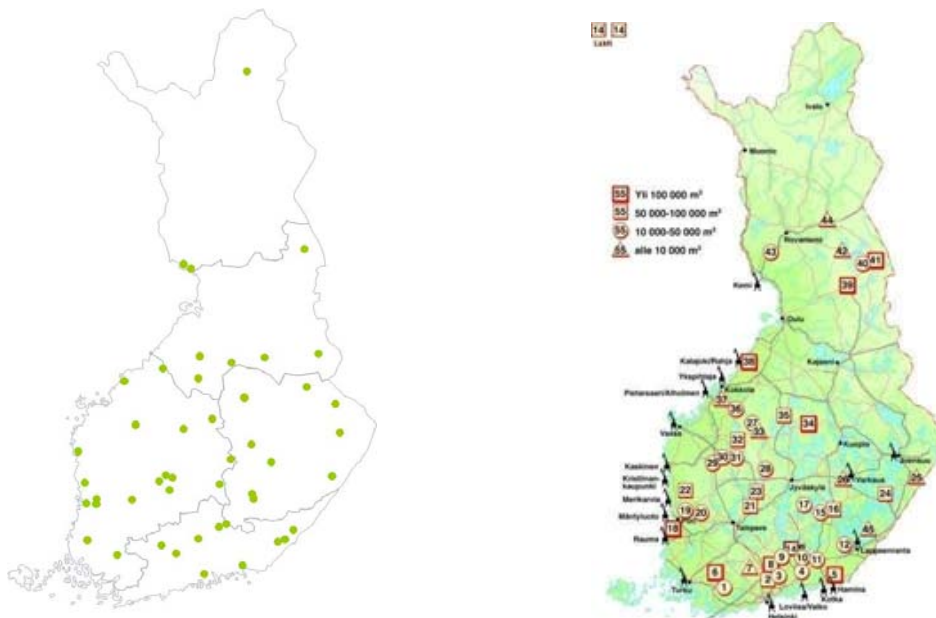 14 14
Lahti
Ivalo
Muonio
55 Yli 100 000 m³
55 50 000-100 000 m³
55 10 000-50 000 m³
55 alle 10 000 m³
44
Rovaniemi
43
42
40 41
Kemi
39
Oulu
Kalajoki/Rahja
38
Kajaani
Ykspihlaja
Pietarsaari/Alholmen
Kokkola
37
36
35
27
34
33
Vaasa
32
Kuopio
30 31
29
Kaskinen
28
Joensuu
Kristiinan-
kaupunki
Varkaus
25
22
23
24
Merikarvia
Jyväskylä
21
17
Mäntyluoto
19 20
15 16
18
Tampere
Rauma
45
12
Lappeenranta
14
9
10 11
8
7
6
5
4
3
2
1
Turku
Hamina
Kotka
Loviisa/Valko
Helsinki